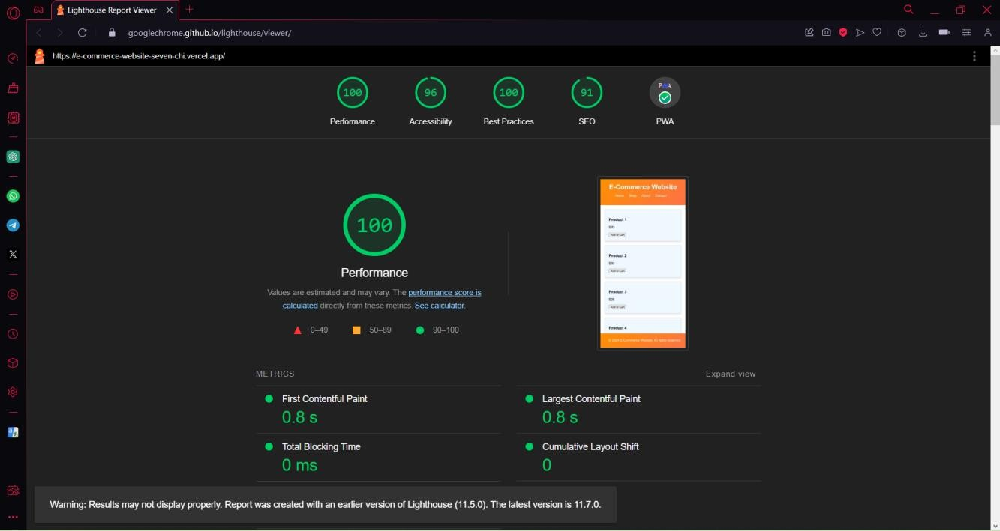 Lighthouse Report Viewer
googlechrome.github.io/lighthouse/viewer/
https://e-commerce-website-seven-chi.vercel.app/
100 96 100 91 PWA
Performance Accessibility Best Practices SEO PWA
100
Performance
Values are estimated and may vary. The performance score is
calculated directly from these metrics. See calculator.
0–49 50–89 90–100
E-Commerce Website
Home Shop About Contact
Product 1
$20
Add to Cart
Product 2
$30
Add to Cart
Product 3
$25
Add to Cart
Product 4
© 2024 E-Commerce Website. All rights reserved.
METRICS Expand view
First Contentful Paint
0.8 s
Largest Contentful Paint
0.8 s
Total Blocking Time
0 ms
Cumulative Layout Shift
0
Warning: Results may not display properly. Report was created with an earlier version of Lighthouse (11.5.0). The latest version is 11.7.0.